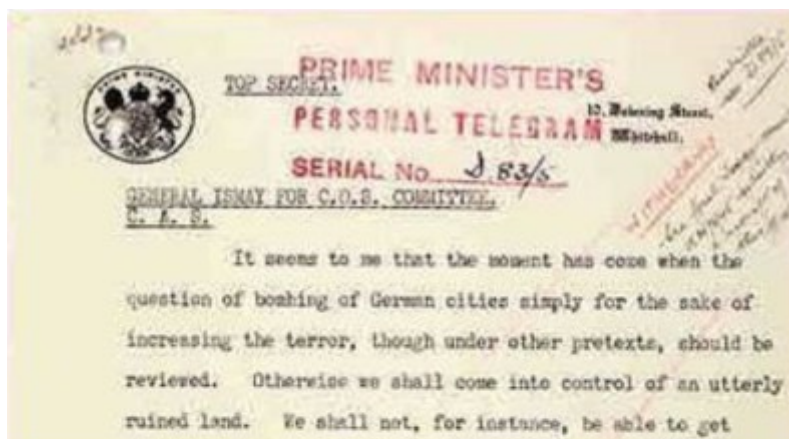 PRIME MINISTER
TOP SECRET.
PRIME MINISTER'S
PERSONAL TELEGRAM
SERIAL No D 83/5
10, Downing Street,
Whitehall.
GENERAL ISMAY FOR C.O.S. COMMITTEE.
C. A. S.
It seems to me that the moment has come when the
question of bombing of German cities simply for the sake of
increasing the terror, though under other pretexts, should be
reviewed. Otherwise we shall come into control of an utterly
ruined land. We shall not, for instance, be able to get